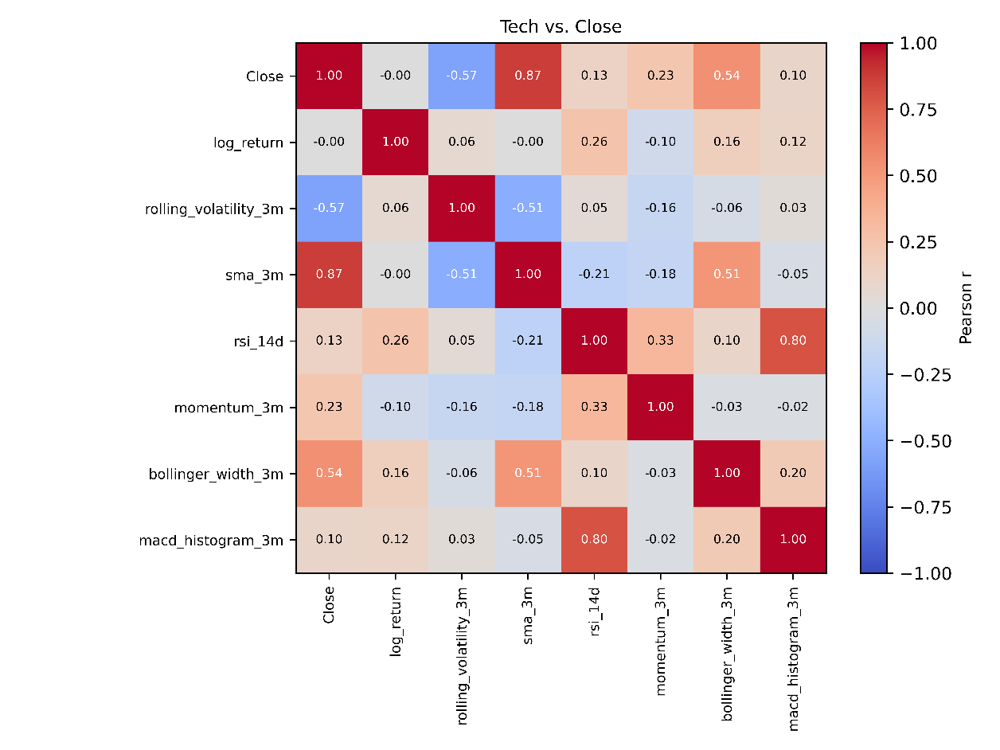 Tech vs. Close
Close 1.00 -0.00 -0.57 0.87 0.13 0.23 0.54 0.10
log_return -0.00 1.00 0.06 -0.00 0.26 -0.10 0.16 0.12
rolling_volatility_3m -0.57 0.06 1.00 -0.51 0.05 -0.16 -0.06 0.03
sma_3m 0.87 -0.00 -0.51 1.00 -0.21 -0.18 0.51 -0.05
rsi_14d 0.13 0.26 0.05 -0.21 1.00 0.33 0.10 0.80
momentum_3m 0.23 -0.10 -0.16 -0.18 0.33 1.00 -0.03 -0.02
bollinger_width_3m 0.54 0.16 -0.06 0.51 0.10 -0.03 1.00 0.20
macd_histogram_3m 0.10 0.12 0.03 -0.05 0.80 -0.02 0.20 1.00
Close
log_return
rolling_volatility_3m
sma_3m
rsi_14d
momentum_3m
bollinger_width_3m
macd_histogram_3m
1.00
0.75
0.50
0.25
0.00
−0.25
−0.50
−0.75
−1.00
Pearson r